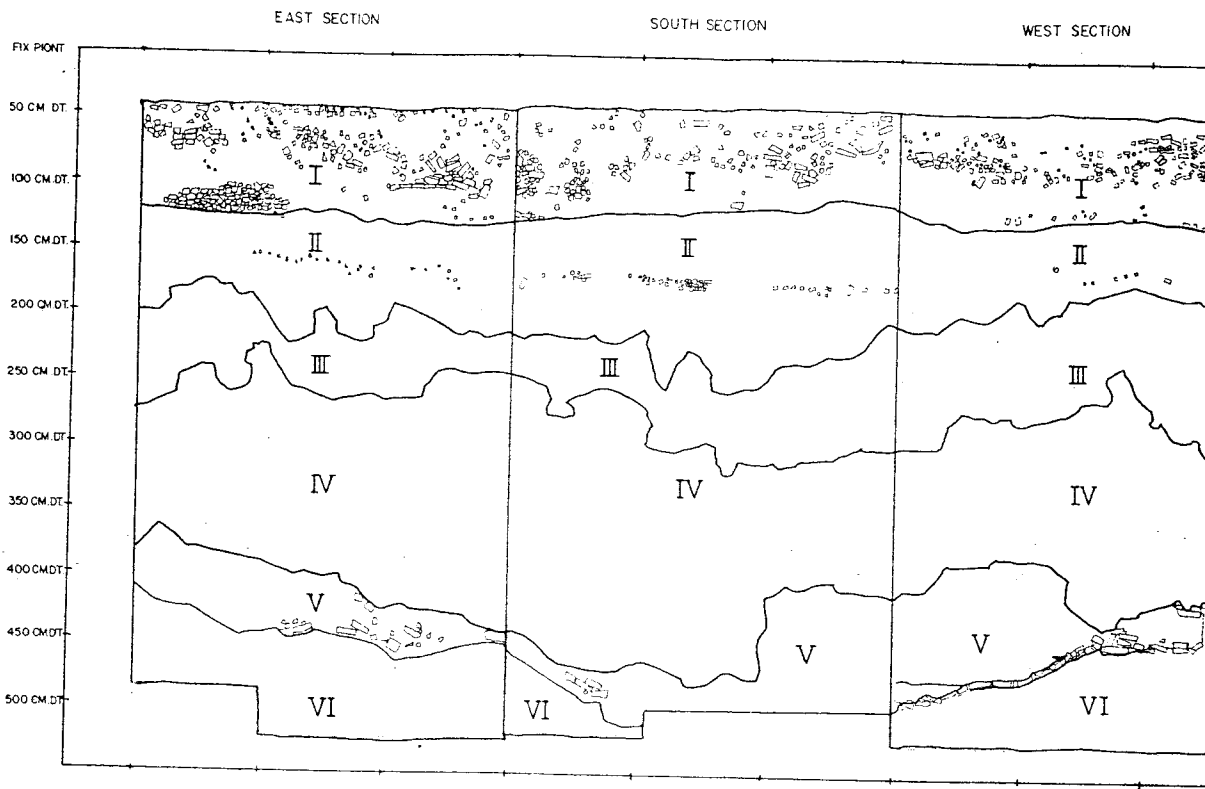 EAST SECTION
SOUTH SECTION
WEST SECTION
FIX PIONT
50 CM. DT.
100 CM. DT.
150 CM. DT.
200 CM. DT.
250 CM. DT.
300 CM. DT.
350 CM. DT.
400 CM. DT.
450 CM. DT.
500 CM. DT.
I
I
I
II
II
II
III
III
III
IV
IV
IV
V
V
V
VI
VI
VI